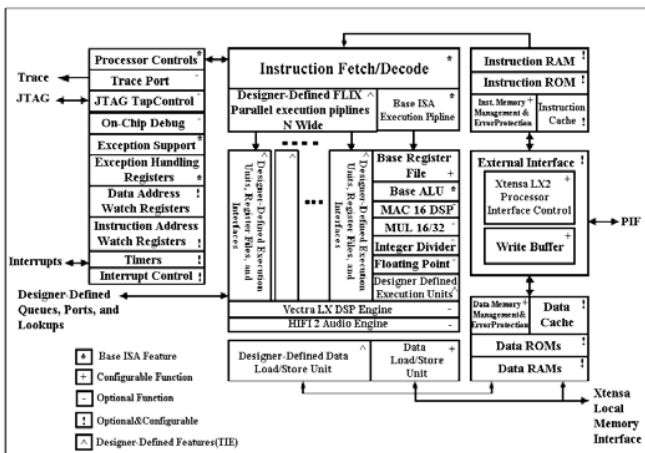 Processor Controls *
Trace Port -
JTAG TapControl -
On-Chip Debug -
Exception Support *
Exception Handling
Registers *
Data Address !
Watch Registers
Instruction Address
Watch Registers !
Timers !
Interrupt Control !
Trace
JTAG
Interrupts
Designer-Defined
Queues, Ports, and
Lookups
Instruction Fetch/Decode *
Designer-Defined FLIX ^
Parallel execution piplines
N Wide
Base ISA *
Execution Pipline
^ Designer-Defined Execution
Units, Register Files, and
Interfaces
^
...
^ Designer-Defined Execution
Units, Register Files, and
Interfaces
Base Register
File +
Base ALU *
MAC 16 DSP -
MUL 16/32 -
Integer Divider -
Floating Point -
Designer Defined
Execution Units ^
Vectra LX DSP Engine -
HIFI 2 Audio Engine -
Designer-Defined Data ^
Load/Store Unit
Data +
Load/Store
Unit
Instruction RAM !
Instruction ROM !
Inst. Memory +
Management &
ErrorProtection
Instruction
Cache !
External Interface !
Xtensa LX2 +
Processor
Interface Control
Write Buffer +
PIF
Data Memory +
Management&
ErrorProtection
Data !
Cache
Data ROMs !
Data RAMs !
Xtensa
Local
Memory
Interface
* Base ISA Feature
+ Configurable Function
- Optional Function
! Optional&Configurable
^ Designer-Defined Features(TIE)